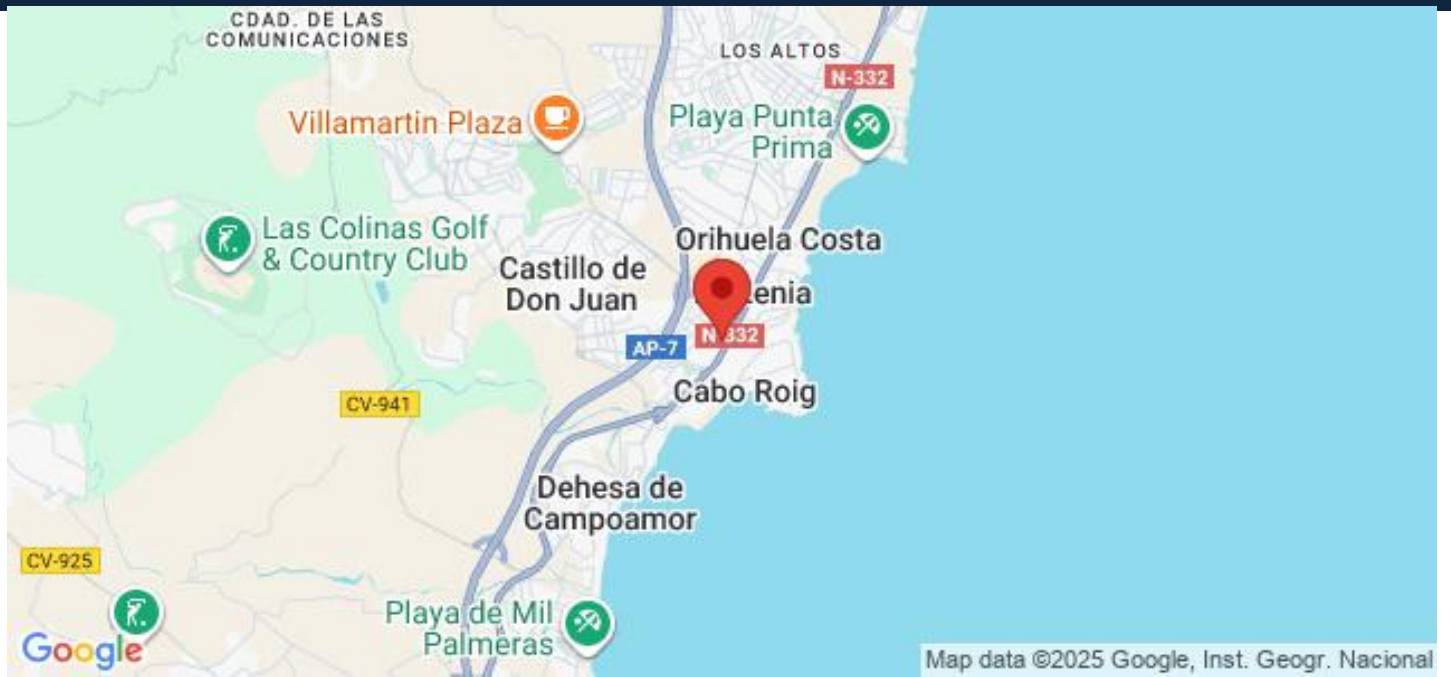 CDAD. DE LAS
COMUNICACIONES
LOS ALTOS
N-332
Villamartin Plaza
Playa Punta
Prima
Las Colinas Golf
& Country Club
Orihuela Costa
Castillo de
Don Juan
enia
N-332
AP-7
Cabo Roig
CV-941
Dehesa de
Campoamor
CV-925
Playa de Mil
Palmeras
Google
Map data ©2025 Google, Inst. Geogr. Nacional